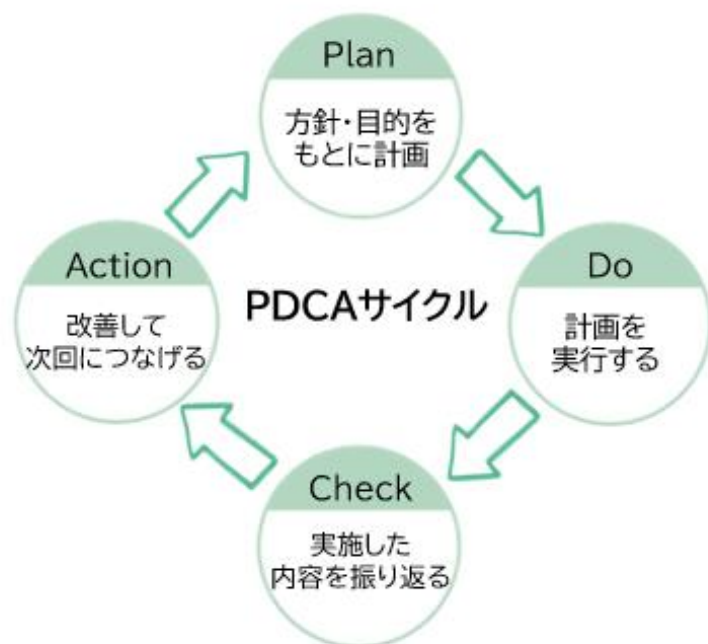 Plan
方針・目的を
もとに計画
Action
改善して
次回につなげる
PDCAサイクル
Do
計画を
実行する
Check
実施した
内容を振り返る